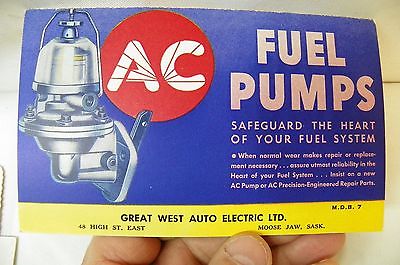 AC
FUEL
PUMPS
SAFEGUARD THE HEART
OF YOUR FUEL SYSTEM
● When normal wear makes repair or replace-
ment necessary . . . assure utmost reliability in the
Heart of your Fuel System . . . Insist on a new
AC Pump or AC Precision-Engineered Repair Parts.
M.D.B. 7
GREAT WEST AUTO ELECTRIC LTD.
48 HIGH ST. EAST MOOSE JAW, SASK.